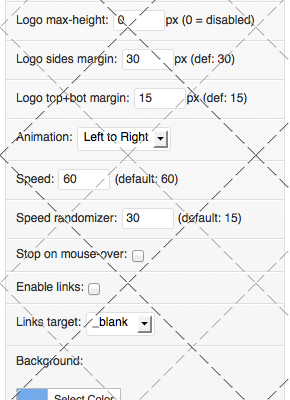 Logo max-height: 0 px (0 = disabled)
Logo sides margin: 30 px (def: 30)
Logo top+bot margin: 15 px (def: 15)
Animation: Left to Right
Speed: 60 (default: 60)
Speed randomizer: 30 (default: 15)
Stop on mouse over:
Enable links:
Links target: _blank
Background:
Select Color